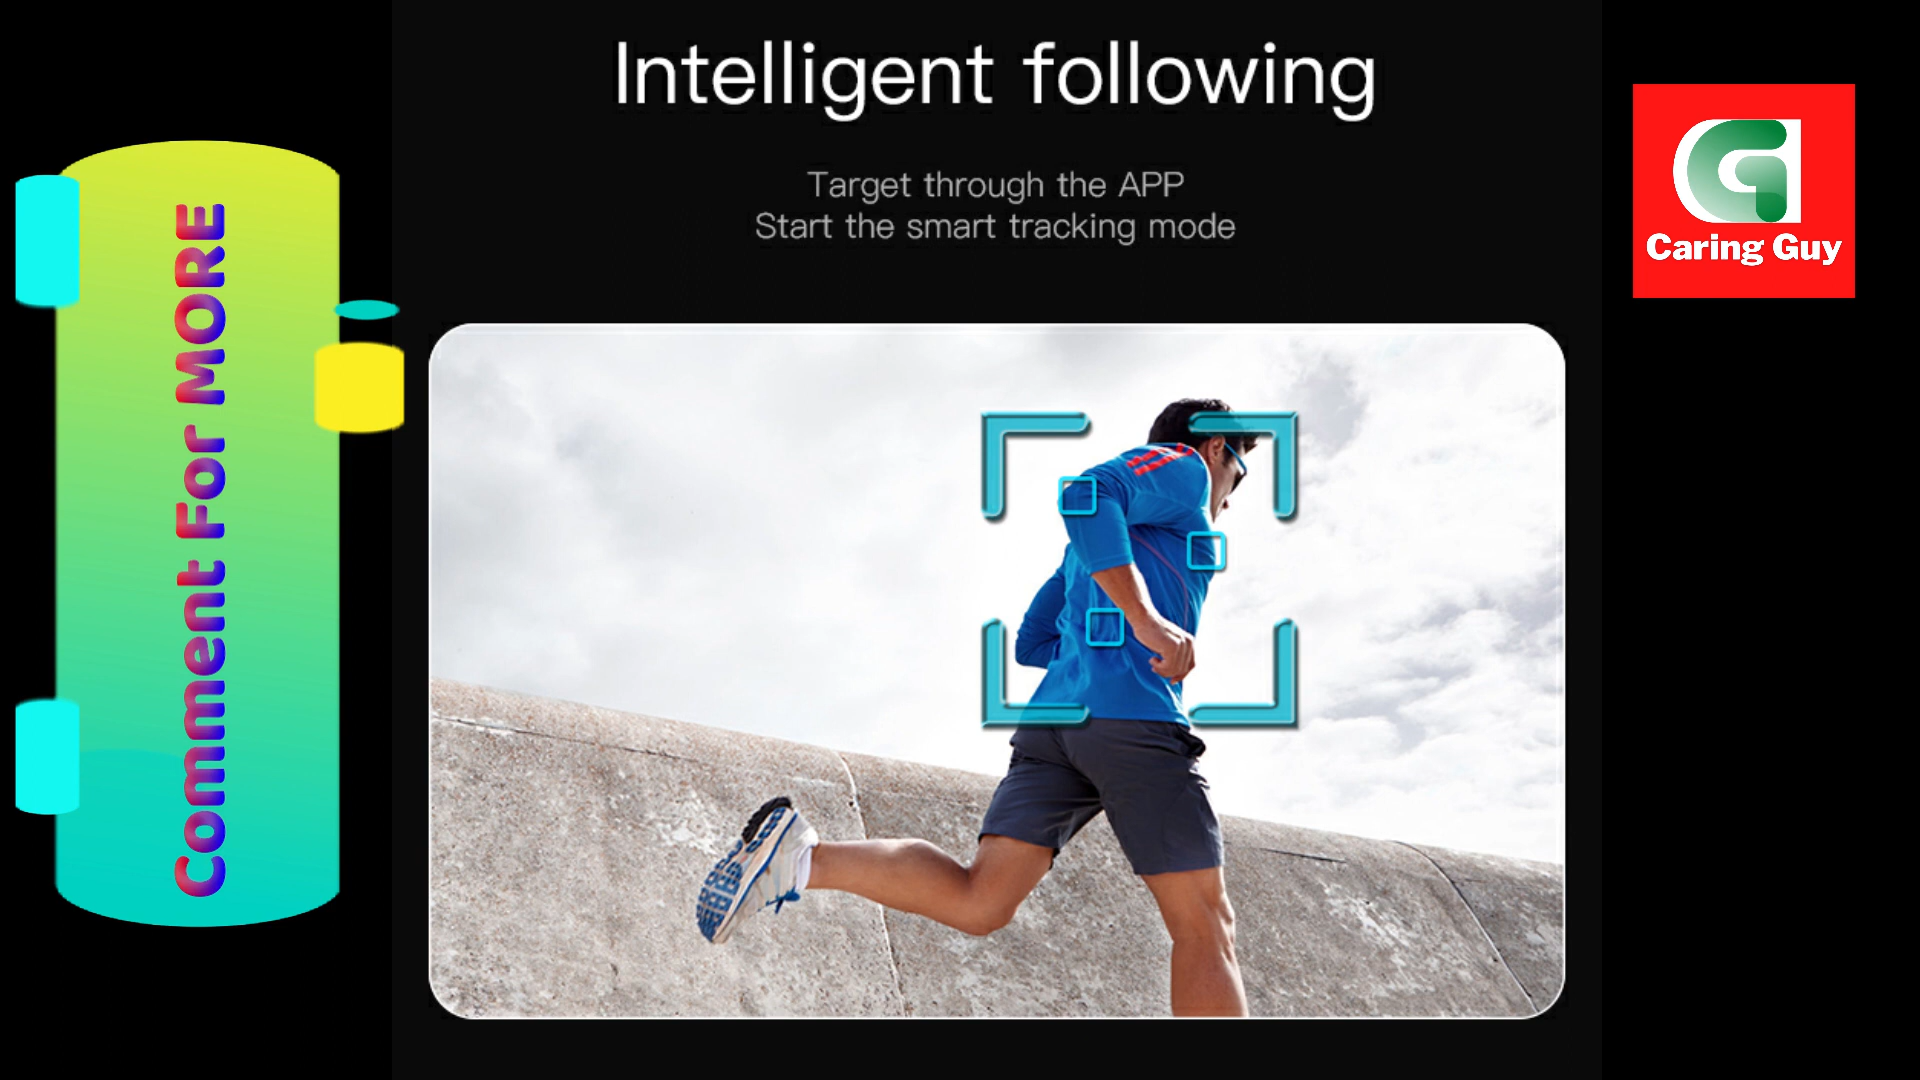 Intelligent following
Target through the APP
Start the smart tracking mode
Comment For MORE
Caring Guy